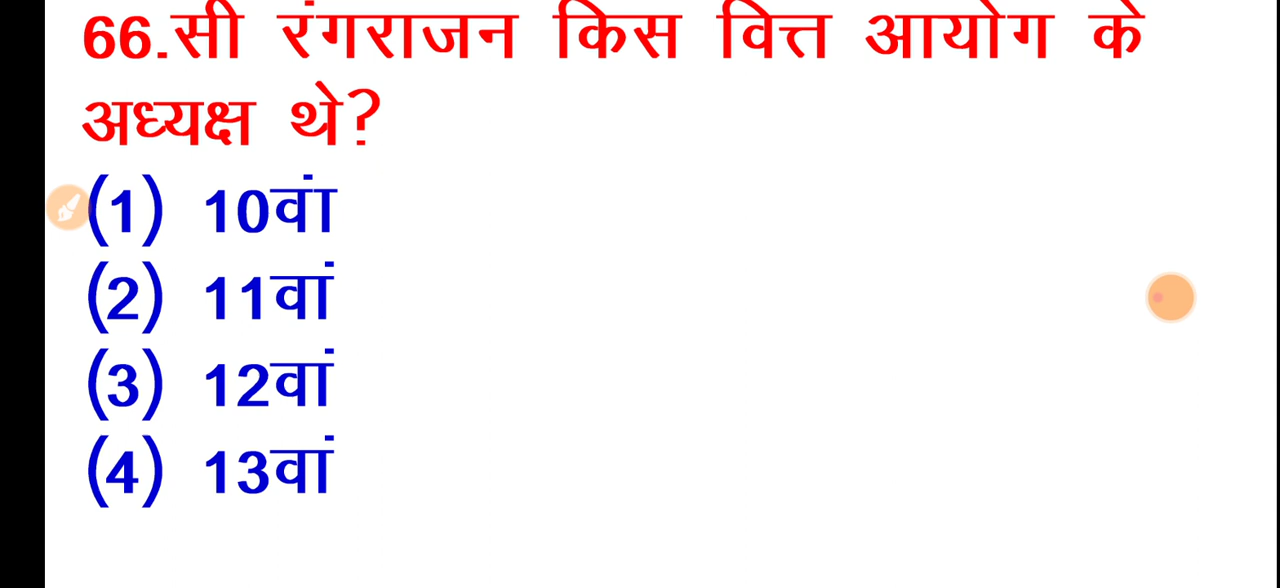 66.सी रंगराजन किस वित्त आयोग के
अध्यक्ष थे?
(1) 10वां
(2) 11वां
(3) 12वां
(4) 13वां